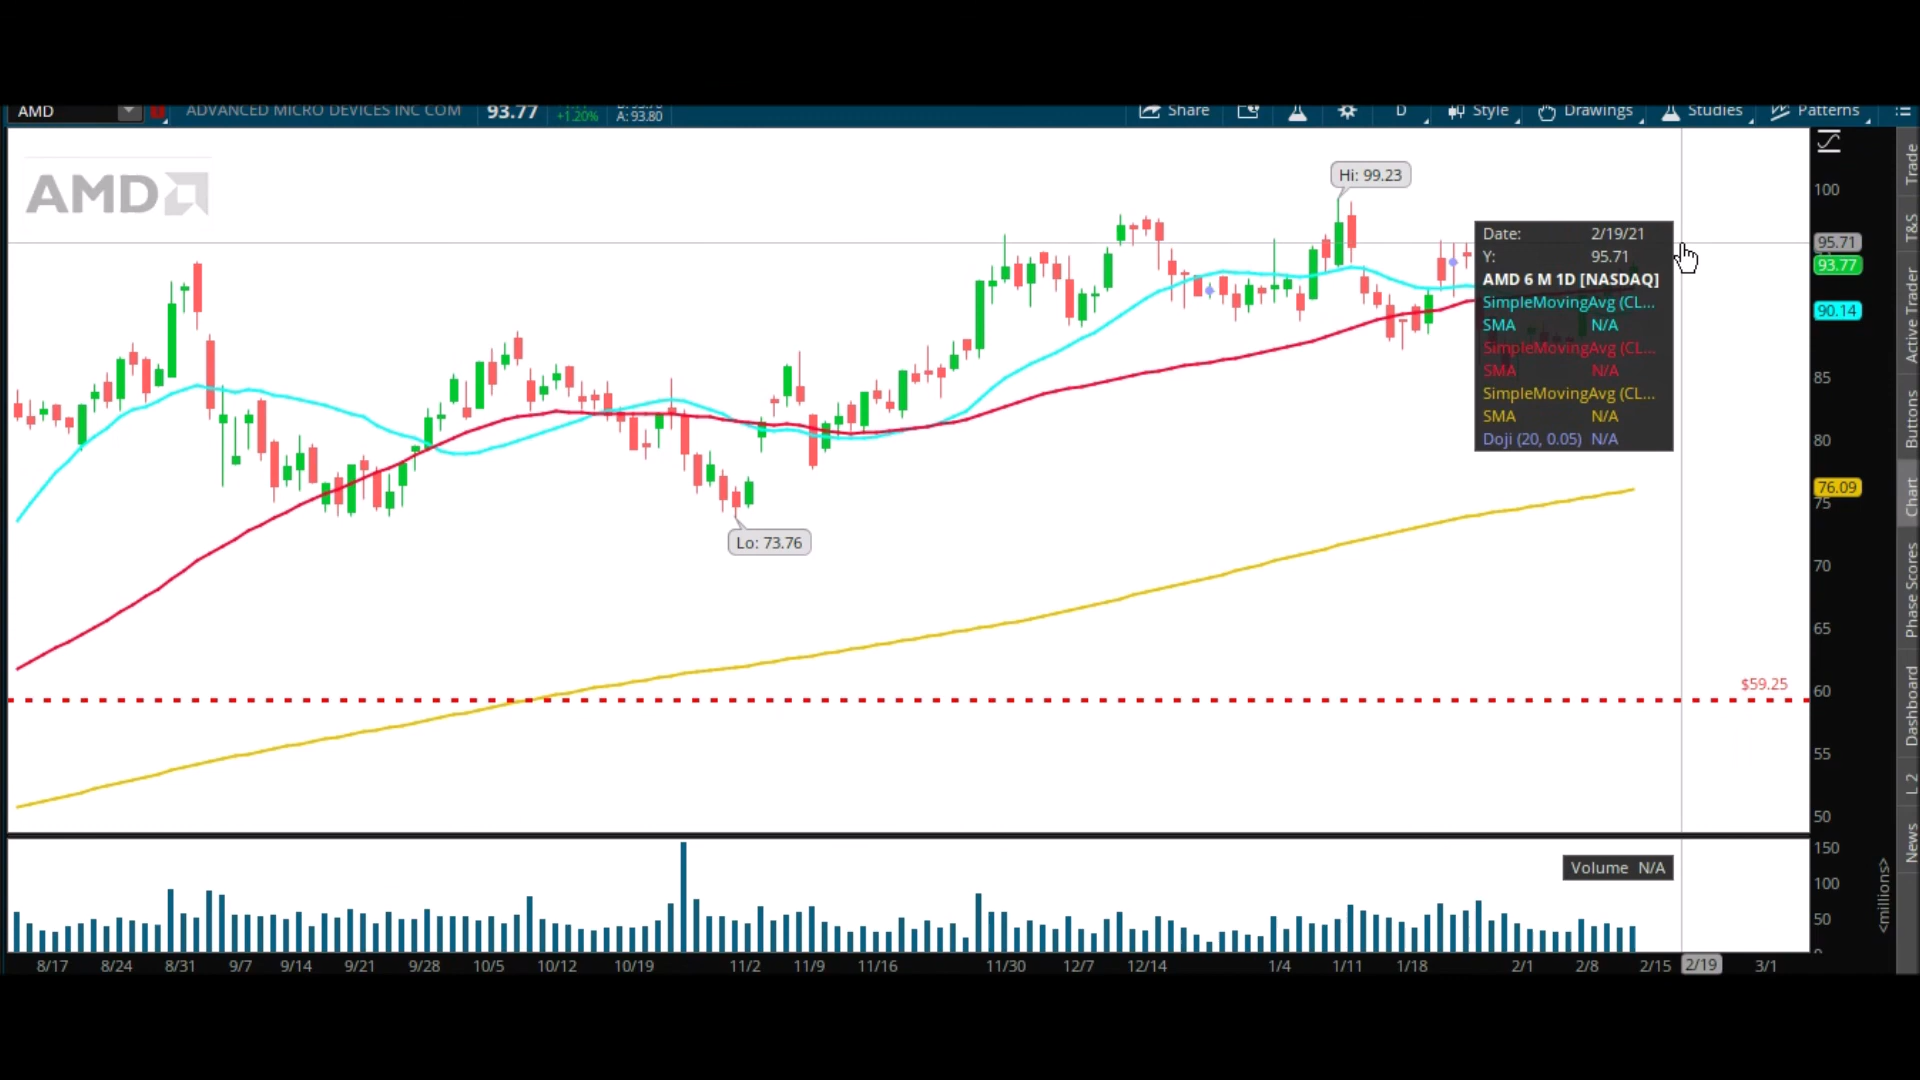 AMD ADVANCED MICRO DEVICES INC COM 93.77 +1.20% A: 93.80 Share D Style Drawings Studies Patterns
AMD
Hi: 99.23
Lo: 73.76
Date: 2/19/21
Y: 95.71
AMD 6 M 1D [NASDAQ]
SimpleMovingAvg (CL...
SMA N/A
SimpleMovingAvg (CL...
SMA N/A
SimpleMovingAvg (CL...
SMA N/A
Doji (20, 0.05) N/A
$59.25
100
95.71
93.77
90.14
85
80
76.09
75
70
65
60
55
50
Volume N/A
150
100
50
0
<millions>
8/17 8/24 8/31 9/7 9/14 9/21 9/28 10/5 10/12 10/19 11/2 11/9 11/16 11/30 12/7 12/14 1/4 1/11 1/18 2/1 2/8 2/15 2/19 3/1
Trade
T&S
Active Trader
Buttons
Chart
Phase Scores
Dashboard
L 2
News